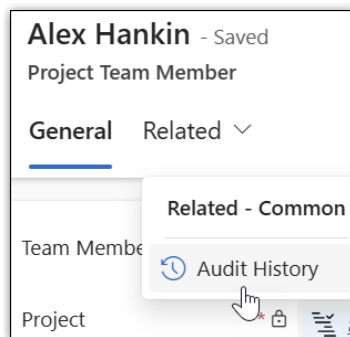 Alex Hankin - Saved
Project Team Member
General Related
Related - Common
Team Membe
Audit History
Project *